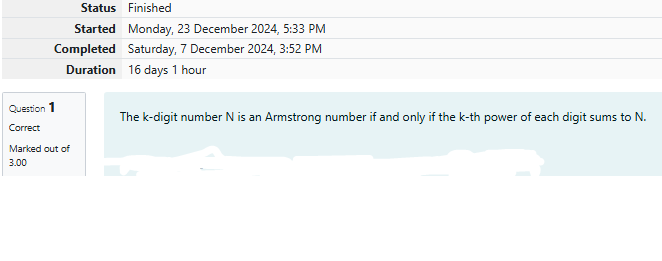 Status Finished
Started Monday, 23 December 2024, 5:33 PM
Completed Saturday, 7 December 2024, 3:52 PM
Duration 16 days 1 hour
Question 1
Correct
Marked out of
3.00
The k-digit number N is an Armstrong number if and only if the k-th power of each digit sums to N.